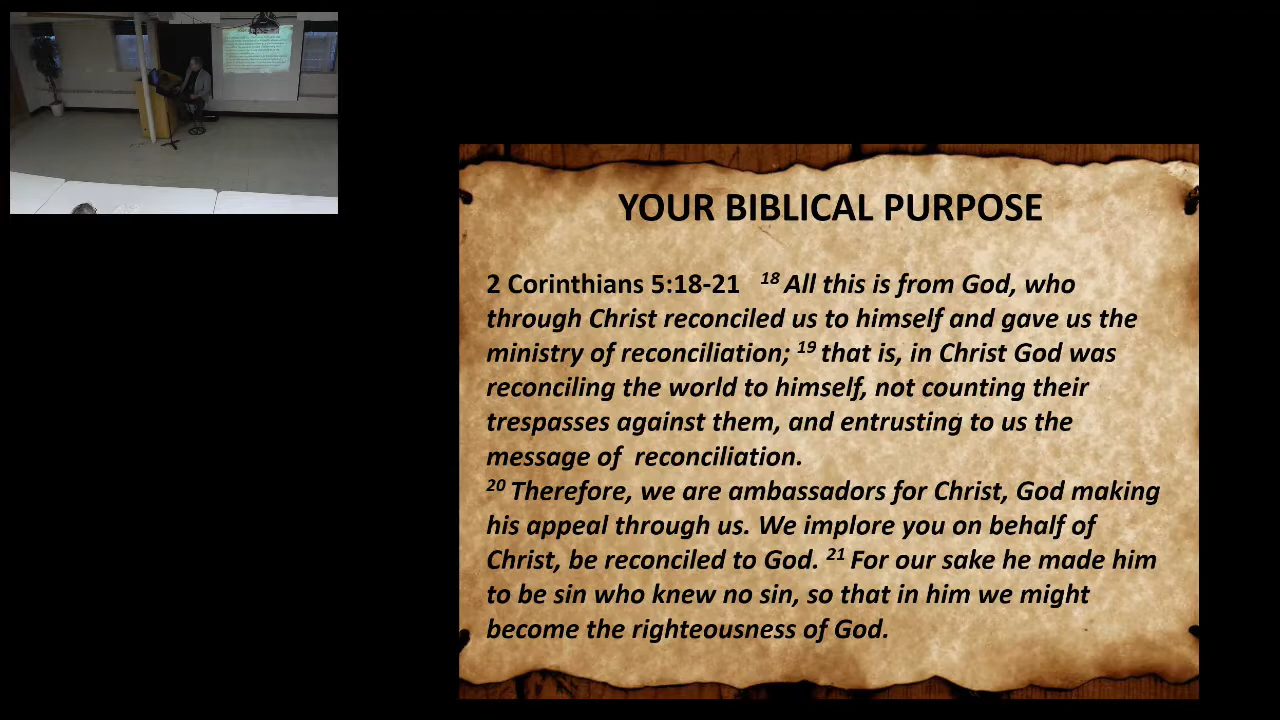 YOUR BIBLICAL PURPOSE
2 Corinthians 5:18-21 18 All this is from God, who
through Christ reconciled us to himself and gave us the
ministry of reconciliation; 19 that is, in Christ God was
reconciling the world to himself, not counting their
trespasses against them, and entrusting to us the
message of reconciliation.
20 Therefore, we are ambassadors for Christ, God making
his appeal through us. We implore you on behalf of
Christ, be reconciled to God. 21 For our sake he made him
to be sin who knew no sin, so that in him we might
become the righteousness of God.